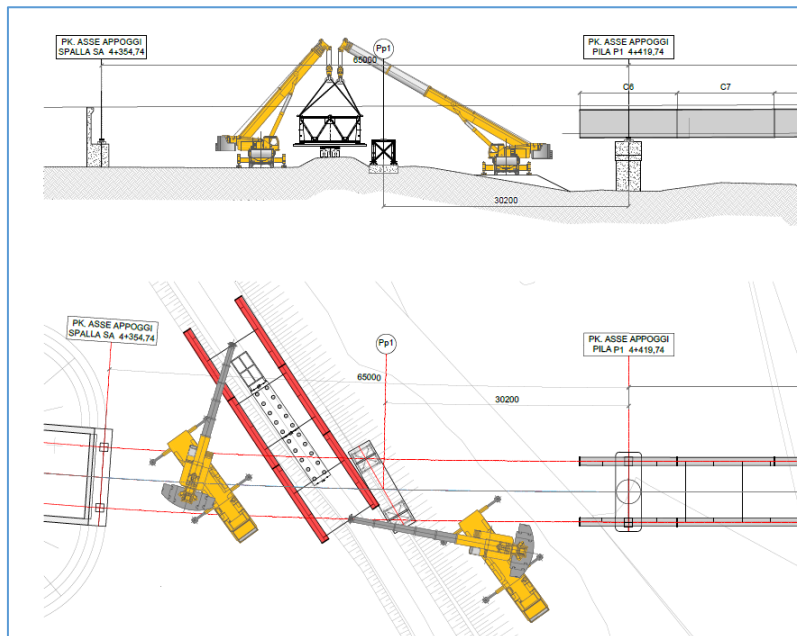 PK. ASSE APPOGGI
SPALLA SA 4+354,74
Pp1
PK. ASSE APPOGGI
PILA P1 4+419,74
65000
C6
C7
30200
PK. ASSE APPOGGI
SPALLA SA 4+354,74
Pp1
PK. ASSE APPOGGI
PILA P1 4+419,74
65000
30200